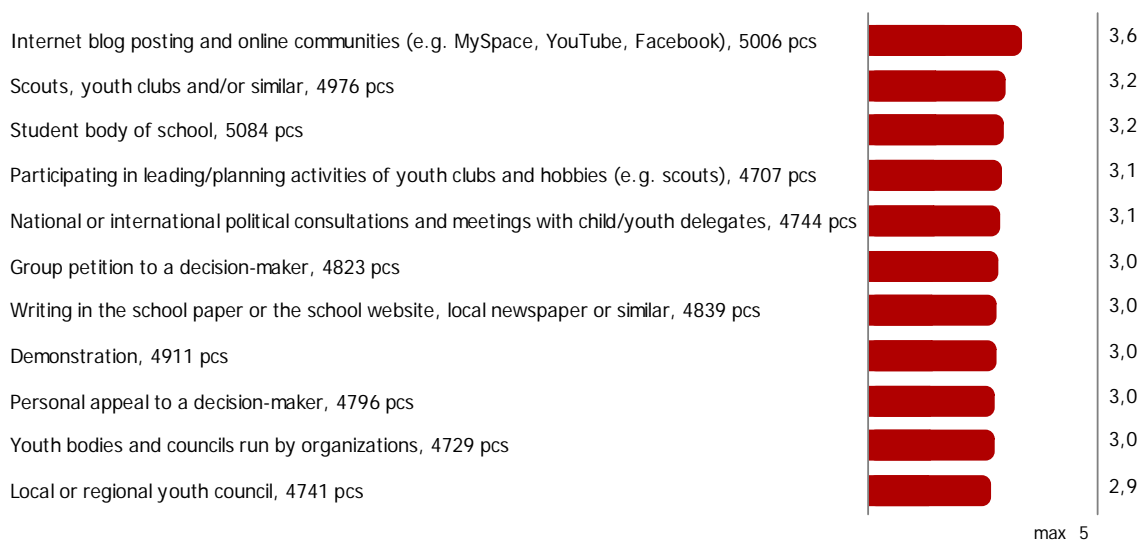 Internet blog posting and online communities (e.g. MySpace, YouTube, Facebook), 5006 pcs 3,6
Scouts, youth clubs and/or similar, 4976 pcs 3,2
Student body of school, 5084 pcs 3,2
Participating in leading/planning activities of youth clubs and hobbies (e.g. scouts), 4707 pcs 3,1
National or international political consultations and meetings with child/youth delegates, 4744 pcs 3,1
Group petition to a decision-maker, 4823 pcs 3,0
Writing in the school paper or the school website, local newspaper or similar, 4839 pcs 3,0
Demonstration, 4911 pcs 3,0
Personal appeal to a decision-maker, 4796 pcs 3,0
Youth bodies and councils run by organizations, 4729 pcs 3,0
Local or regional youth council, 4741 pcs 2,9
max 5